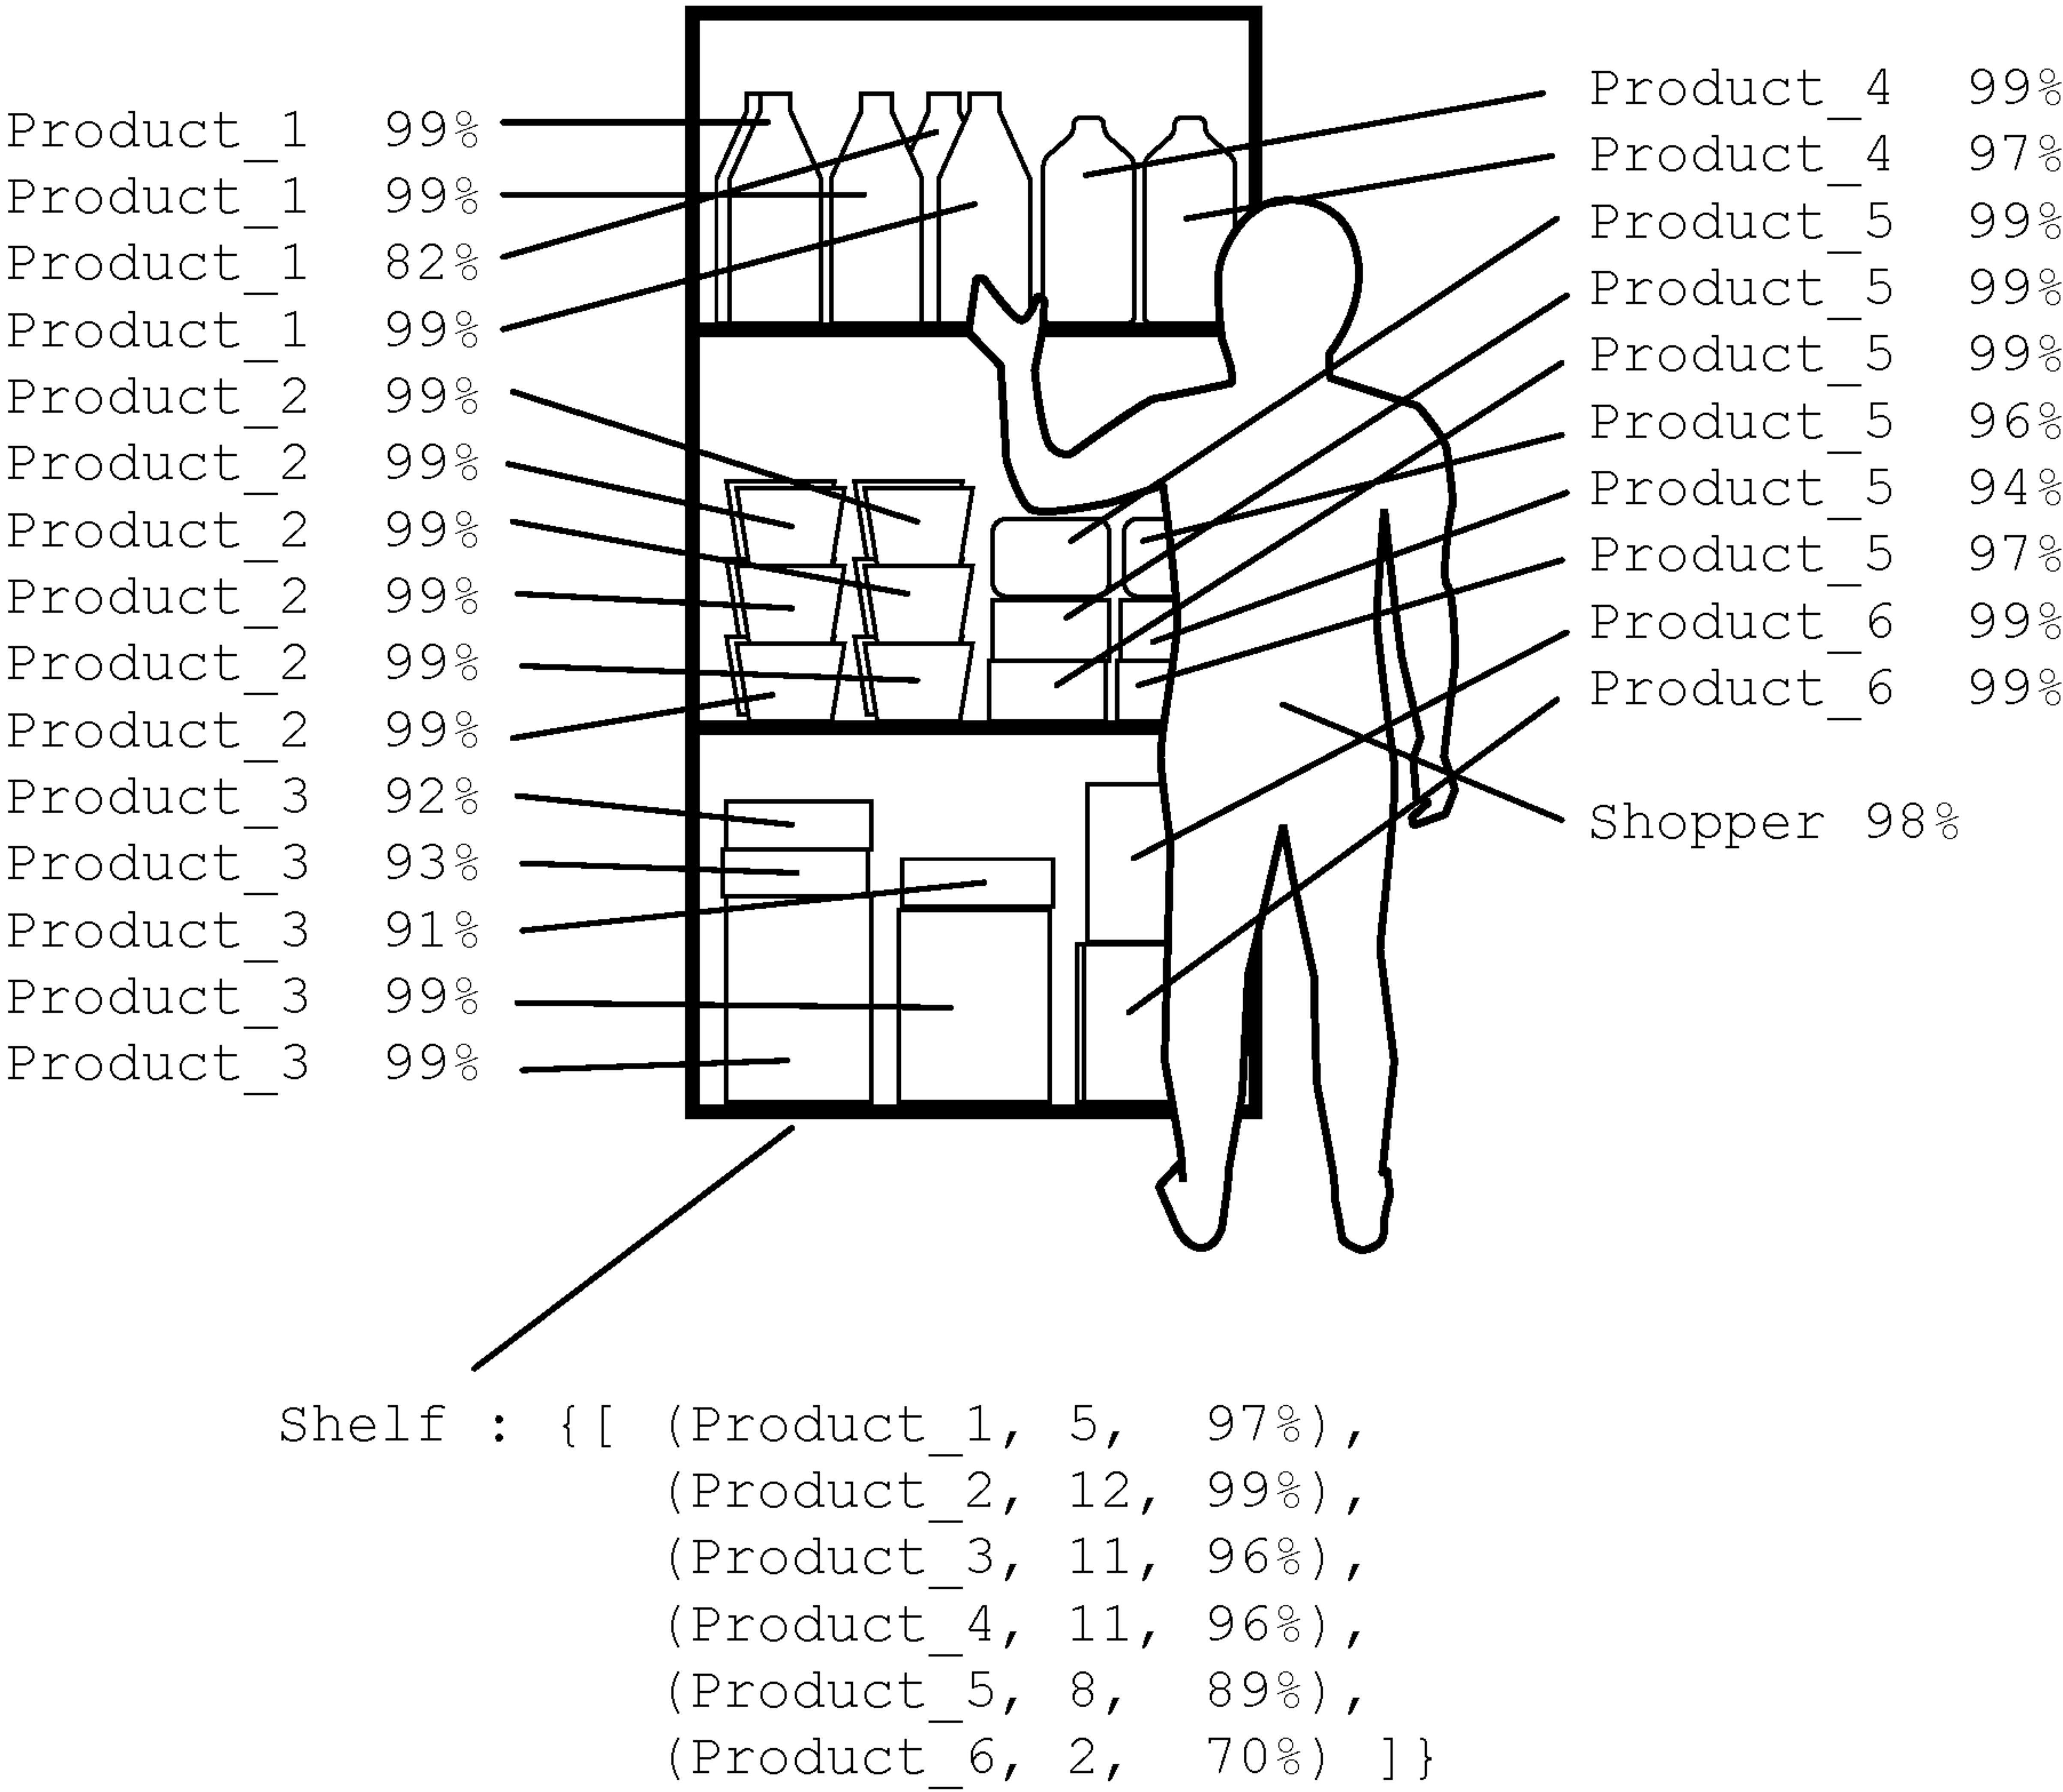 Product_1 99%
Product_1 99%
Product_1 82%
Product_1 99%
Product_2 99%
Product_2 99%
Product_2 99%
Product_2 99%
Product_2 99%
Product_2 99%
Product_3 92%
Product_3 93%
Product_3 91%
Product_3 99%
Product_3 99%
Product_4 99%
Product_4 97%
Product_5 99%
Product_5 99%
Product_5 99%
Product_5 96%
Product_5 94%
Product_5 97%
Product_6 99%
Product_6 99%
Shopper 98%
Shelf : {[ (Product_1, 5, 97%),
(Product_2, 12, 99%),
(Product_3, 11, 96%),
(Product_4, 11, 96%),
(Product_5, 8, 89%),
(Product_6, 2, 70%) ]}